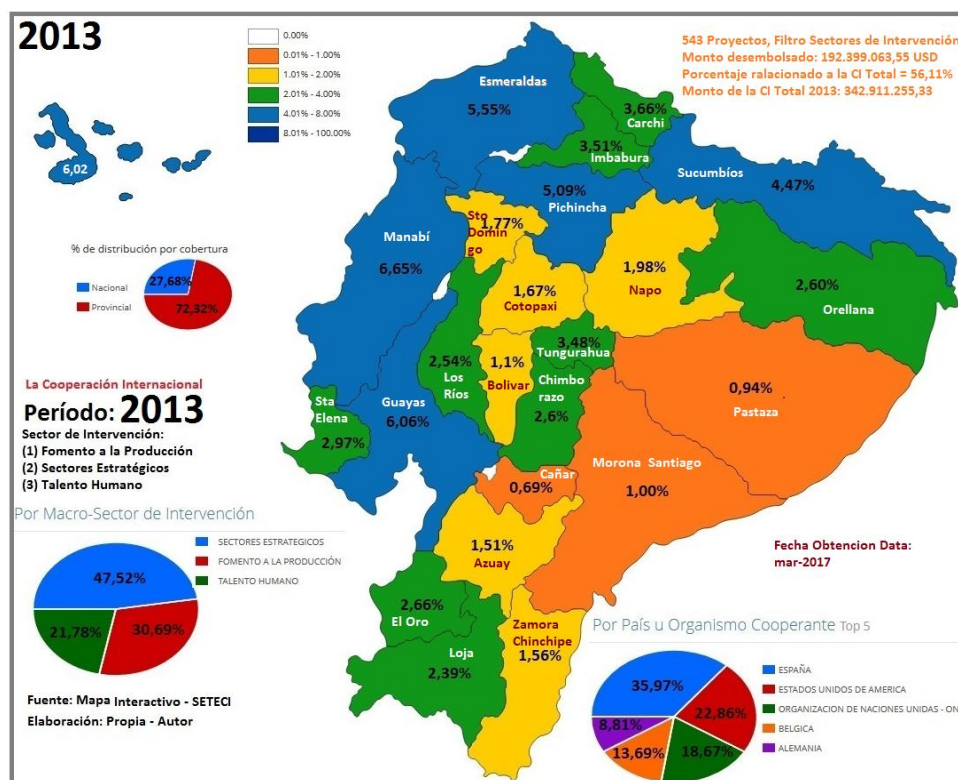 2013
0.00%
0.01% - 1.00%
1.01% - 2.00%
2.01% - 4.00%
4.01% - 8.00%
8.01% - 100.00%
543 Proyectos, Filtro Sectores de Intervención
Monto desembolsado: 192.399.063,55 USD
Porcentaje ralacionado a la CI Total = 56,11%
Monto de la CI Total 2013: 342.911.255,33
Esmeraldas
5,55%
3,66%
Carchi
3,51%
Imbabura
6,02
Sucumbíos
4,47%
5,09%
Pichincha
Sto
Domin
go
1,77%
Manabí
6,65%
% de distribución por cobertura
Nacional
Provincial
27,68%
72,32%
1,98%
Napo
1,67%
Cotopaxi
2,60%
Orellana
3,48%
Tungurahua
2,54%
Los
Ríos
1,1%
Bolivar
Chimbo
razo
2,6%
0,94%
Pastaza
La Cooperación Internacional
Período: 2013
Sector de Intervención:
(1) Fomento a la Producción
(2) Sectores Estratégicos
(3) Talento Humano
Sta
Elena
2,97%
Guayas
6,06%
Cañar
0,69%
Morona Santiago
1,00%
Por Macro-Sector de Intervención
SECTORES ESTRATEGICOS
FOMENTO A LA PRODUCCIÓN
TALENTO HUMANO
47,52%
21,78%
30,69%
1,51%
Azuay
Fecha Obtencion Data:
mar-2017
2,66%
El Oro
Loja
2,39%
Zamora
Chinchipe
1,56%
Por País u Organismo Cooperante Top 5
ESPAÑA
ESTADOS UNIDOS DE AMERICA
ORGANIZACION DE NACIONES UNIDAS - ON
BELGICA
ALEMANIA
35,97%
22,86%
8,81%
13,69%
18,67%
Fuente: Mapa Interactivo - SETECI
Elaboración: Propia - Autor